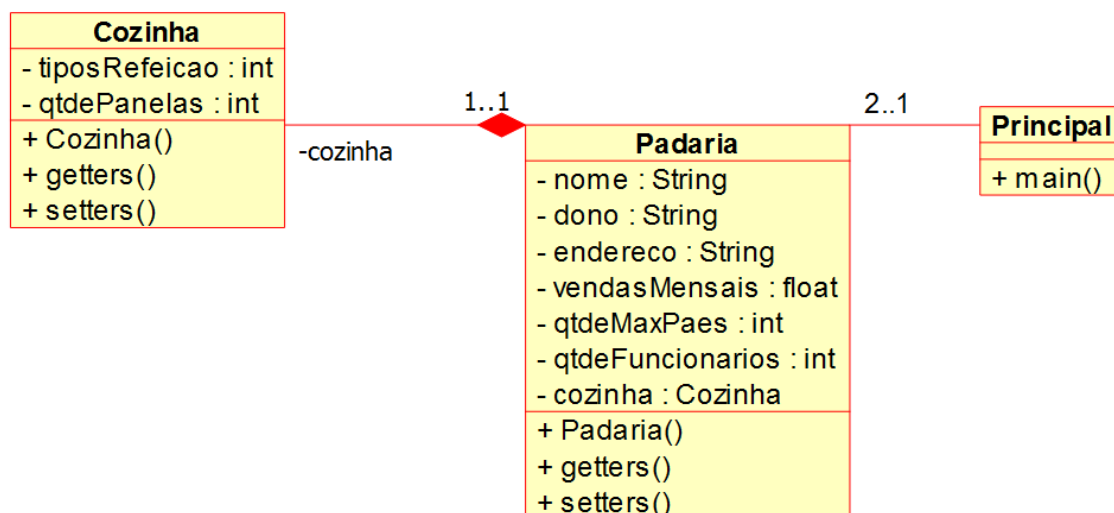 Cozinha
- tiposRefeicao : int
- qtdePanelas : int
+ Cozinha()
+ getters()
+ setters()
1..1
-cozinha
Padaria
- nome : String
- dono : String
- endereco : String
- vendasMensais : float
- qtdeMaxPaes : int
- qtdeFuncionarios : int
- cozinha : Cozinha
+ Padaria()
+ getters()
+ setters()
2..1
Principal
+ main()